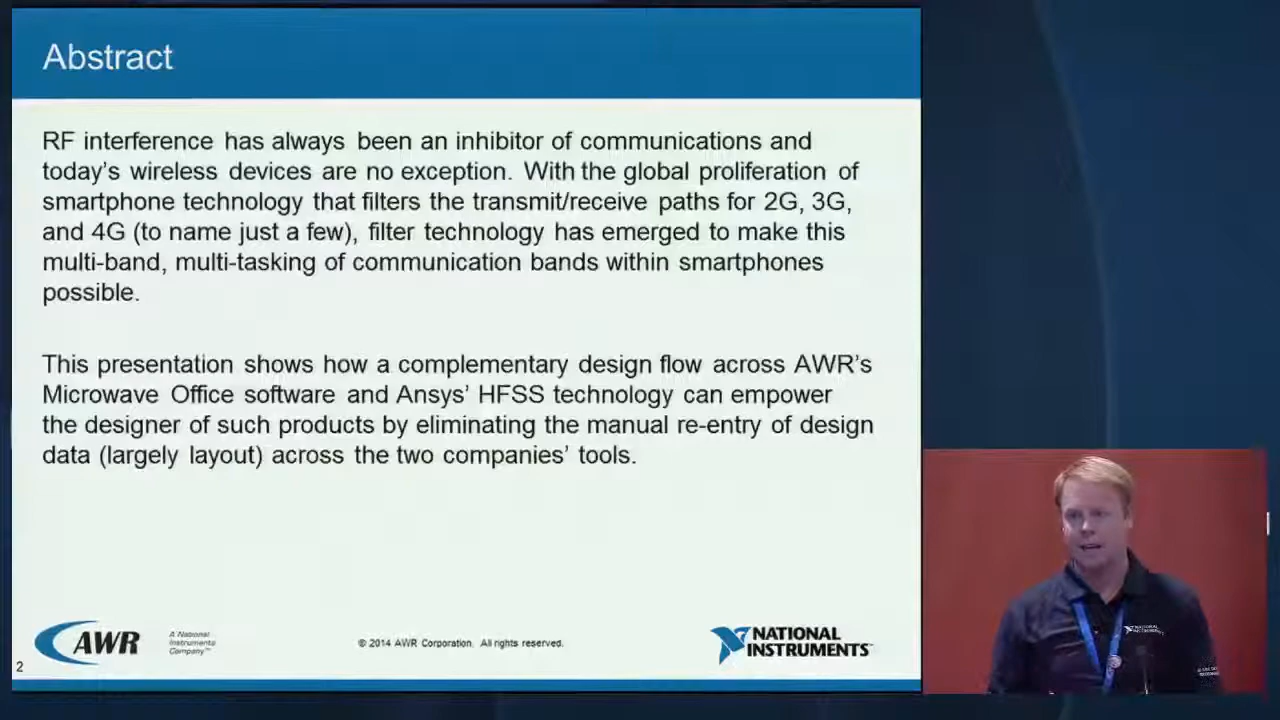 Abstract
RF interference has always been an inhibitor of communications and
today's wireless devices are no exception. With the global proliferation of
smartphone technology that filters the transmit/receive paths for 2G, 3G,
and 4G (to name just a few), filter technology has emerged to make this
multi-band, multi-tasking of communication bands within smartphones
possible.
This presentation shows how a complementary design flow across AWR's
Microwave Office software and Ansys' HFSS technology can empower
the designer of such products by eliminating the manual re-entry of design
data (largely layout) across the two companies' tools.
AWR
A National
Instruments
Company™
© 2014 AWR Corporation. All rights reserved.
NATIONAL
INSTRUMENTS™
2
NATIONAL
INSTRUMENTS